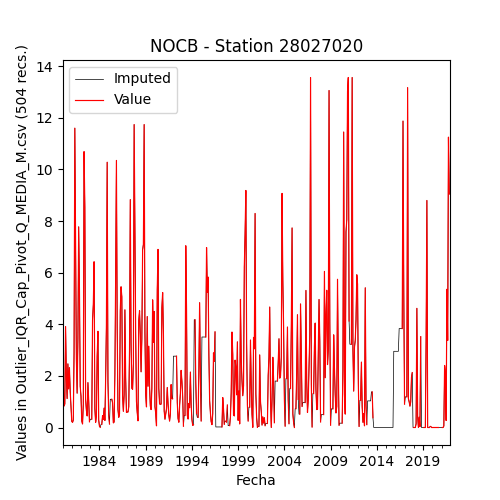 NOCB - Station 28027020
Imputed
Value
Values in Outlier_IQR_Cap_Pivot_Q_MEDIA_M.csv (504 recs.)
14
12
10
8
6
4
2
0
1984 1989 1994 1999 2004 2009 2014 2019
Fecha